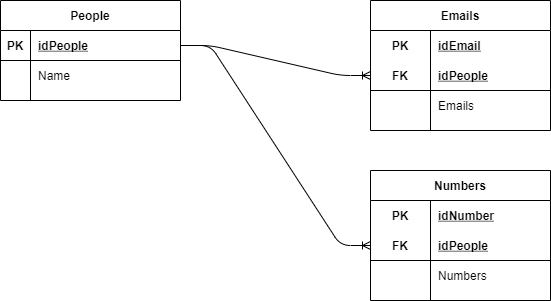 People
PK idPeople
Name
Emails
PK idEmail
FK idPeople
Emails
Numbers
PK idNumber
FK idPeople
Numbers